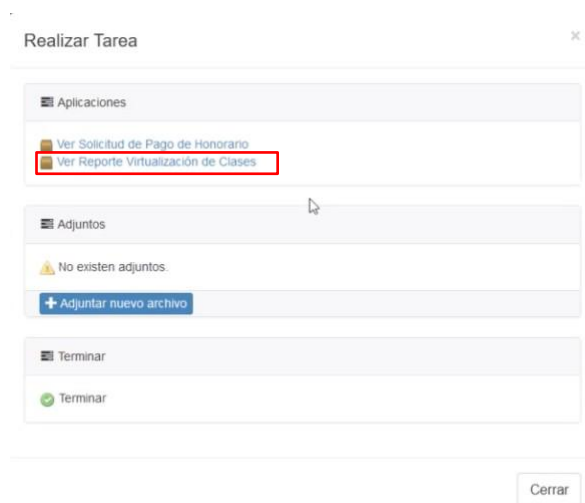 Realizar Tarea
×
Aplicaciones
Ver Solicitud de Pago de Honorario
Ver Reporte Virtualización de Clases
Adjuntos
No existen adjuntos.
+ Adjuntar nuevo archivo
Terminar
Terminar
Cerrar